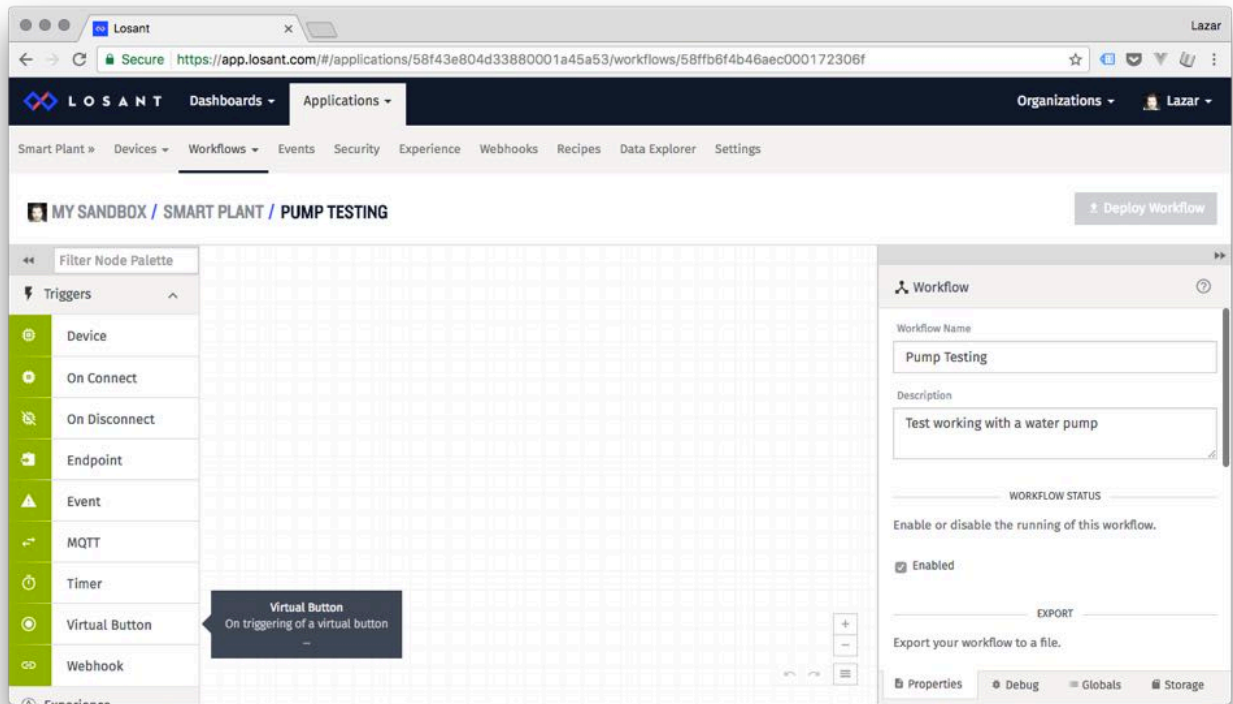 Losant
Lazar
Secure https://app.losant.com/#/applications/58f43e804d33880001a45a53/workflows/58ffb6f4b46aec000172306f
LOSANT Dashboards Applications Organizations Lazar
Smart Plant » Devices Workflows Events Security Experience Webhooks Recipes Data Explorer Settings
MY SANDBOX / SMART PLANT / PUMP TESTING
Deploy Workflow
Filter Node Palette
Triggers
Device
On Connect
On Disconnect
Endpoint
Event
MQTT
Timer
Virtual Button
Webhook
Experience
Virtual Button
On triggering of a virtual button
--
Workflow
Workflow Name
Pump Testing
Description
Test working with a water pump
WORKFLOW STATUS
Enable or disable the running of this workflow.
Enabled
EXPORT
Export your workflow to a file.
Properties Debug Globals Storage